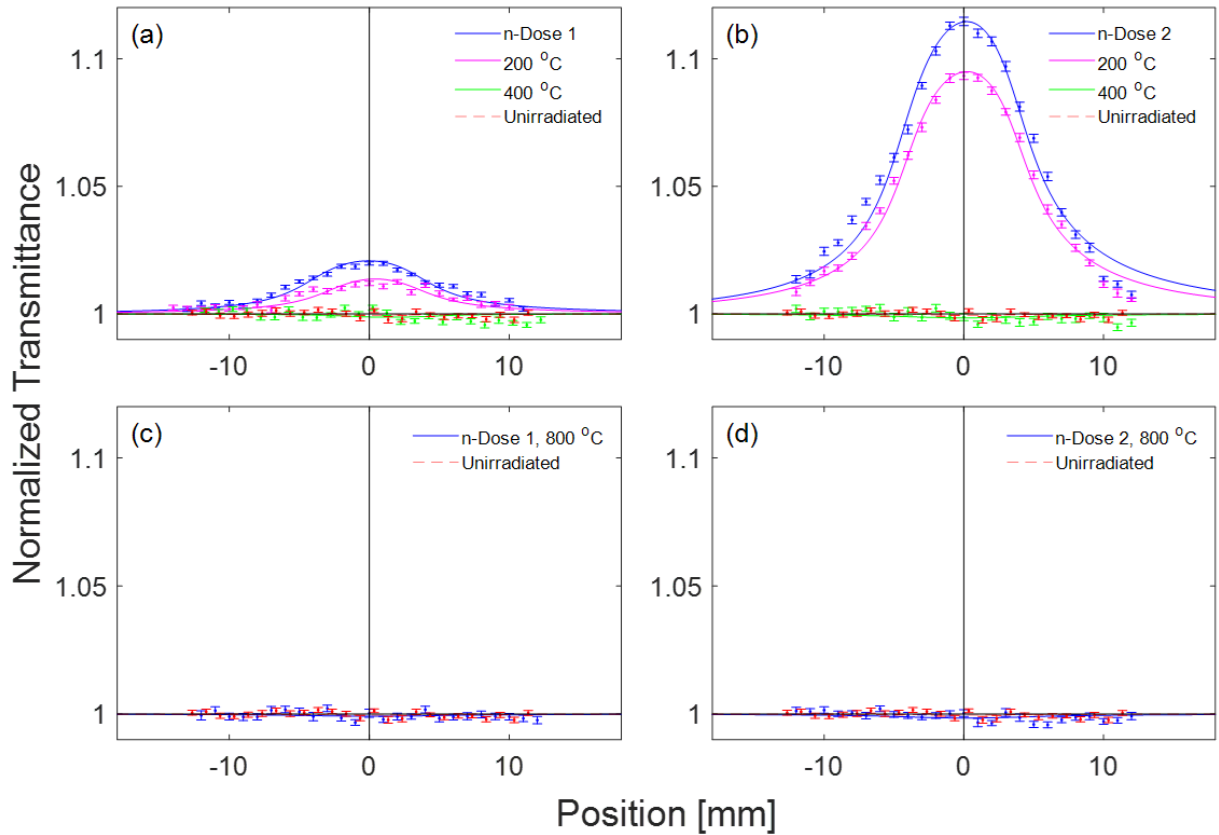 (a)
n-Dose 1
200 °C
400 °C
Unirradiated
1.1
1.05
1
-10
0
10
(b)
n-Dose 2
200 °C
400 °C
Unirradiated
1.1
1.05
1
-10
0
10
(c)
n-Dose 1, 800 °C
Unirradiated
1.1
1.05
1
-10
0
10
(d)
n-Dose 2, 800 °C
Unirradiated
1.1
1.05
1
-10
0
10
Normalized Transmittance
Position [mm]